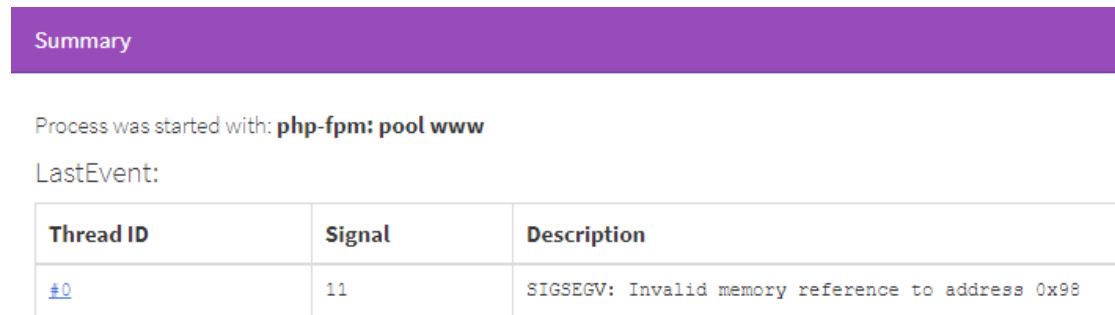 Summary
Process was started with: php-fpm: pool www
LastEvent:
Thread ID Signal Description
#0 11 SIGSEGV: Invalid memory reference to address 0x98